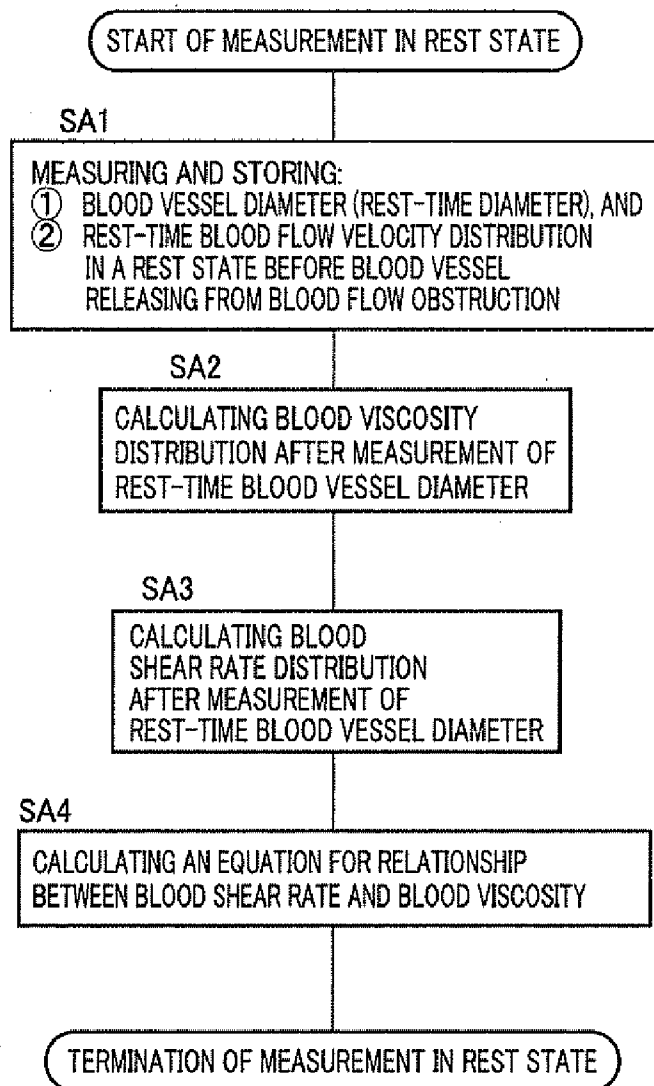 START OF MEASUREMENT IN REST STATE
SA1
MEASURING AND STORING:
① BLOOD VESSEL DIAMETER (REST-TIME DIAMETER), AND
② REST-TIME BLOOD FLOW VELOCITY DISTRIBUTION
IN A REST STATE BEFORE BLOOD VESSEL
RELEASING FROM BLOOD FLOW OBSTRUCTION
SA2
CALCULATING BLOOD VISCOSITY
DISTRIBUTION AFTER MEASUREMENT OF
REST-TIME BLOOD VESSEL DIAMETER
SA3
CALCULATING BLOOD
SHEAR RATE DISTRIBUTION
AFTER MEASUREMENT OF
REST-TIME BLOOD VESSEL DIAMETER
SA4
CALCULATING AN EQUATION FOR RELATIONSHIP
BETWEEN BLOOD SHEAR RATE AND BLOOD VISCOSITY
TERMINATION OF MEASUREMENT IN REST STATE